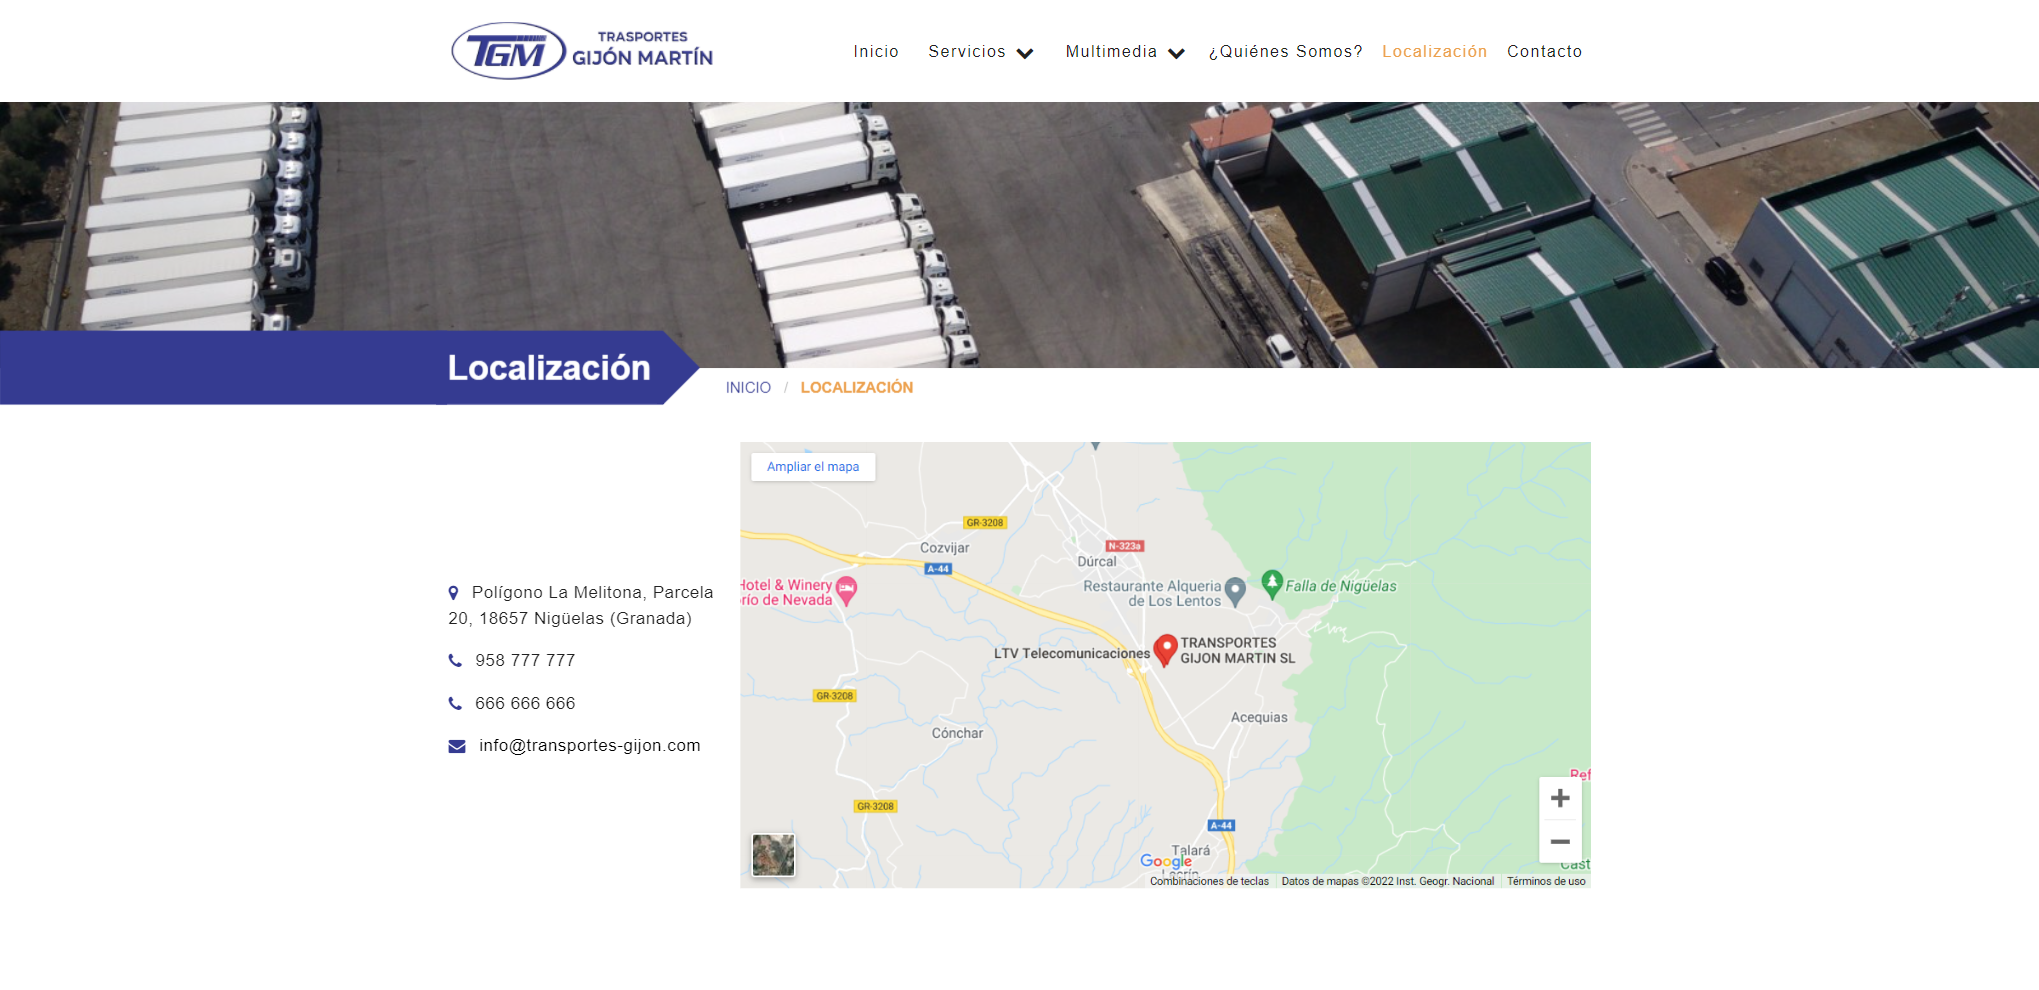 TGM
TRASPORTES
GIJÓN MARTÍN
Inicio Servicios Multimedia ¿Quiénes Somos? Localización Contacto
Localización
INICIO / LOCALIZACIÓN
Polígono La Melitona, Parcela
20, 18657 Nigüelas (Granada)
958 777 777
666 666 666
info@transportes-gijon.com
Ampliar el mapa
GR-3208
Cozvijar
A-44
N-323a
Dúrcal
Hotel & Winery
río de Nevada
Restaurante Alqueria
de Los Lentos
Falla de Nigüelas
LTV Telecomunicaciones
TRANSPORTES
GIJON MARTIN SL
GR-3208
Acequias
Cónchar
Ref
GR-3208
A-44
Talará
Google
Lecrín
Cast
Combinaciones de teclas Datos de mapas ©2022 Inst. Geogr. Nacional Términos de uso